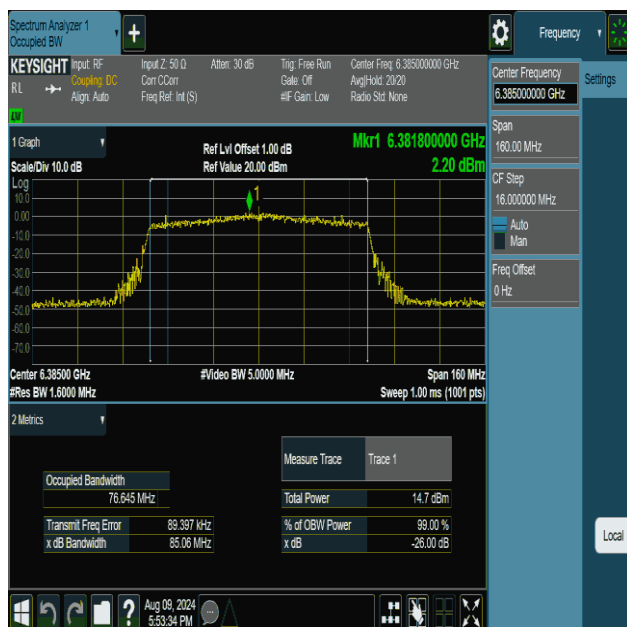 Spectrum Analyzer 1
Occupied BW
Frequency
KEYSIGHT
RL
LW
Input: RF
Coupling: DC
Align: Auto
Input Z: 50 Ω
Corr CCorr
Freq Ref: Int (S)
Atten: 30 dB
Trig: Free Run
Gate: Off
#IF Gain: Low
Center Freq: 6.385000000 GHz
Avg|Hold: 20/20
Radio Std: None
Center Frequency
6.385000000 GHz
Settings
Span
160.00 MHz
CF Step
16.000000 MHz
Auto
Man
Freq Offset
0 Hz
Local
1 Graph
Scale/Div 10.0 dB
Ref Lvl Offset 1.00 dB
Ref Value 20.00 dBm
Mkr1 6.381800000 GHz
2.20 dBm
Log
10.0
0.00
-10.0
-20.0
-30.0
-40.0
-50.0
-60.0
-70.0
1
Center 6.38500 GHz
#Res BW 1.6000 MHz
#Video BW 5.0000 MHz
Span 160 MHz
Sweep 1.00 ms (1001 pts)
2 Metrics
Measure Trace Trace 1
Occupied Bandwidth
76.645 MHz
Total Power 14.7 dBm
Transmit Freq Error 89.397 kHz
% of OBW Power 99.00 %
x dB Bandwidth 85.06 MHz
x dB -26.00 dB
?
Aug 09, 2024
5:53:34 PM